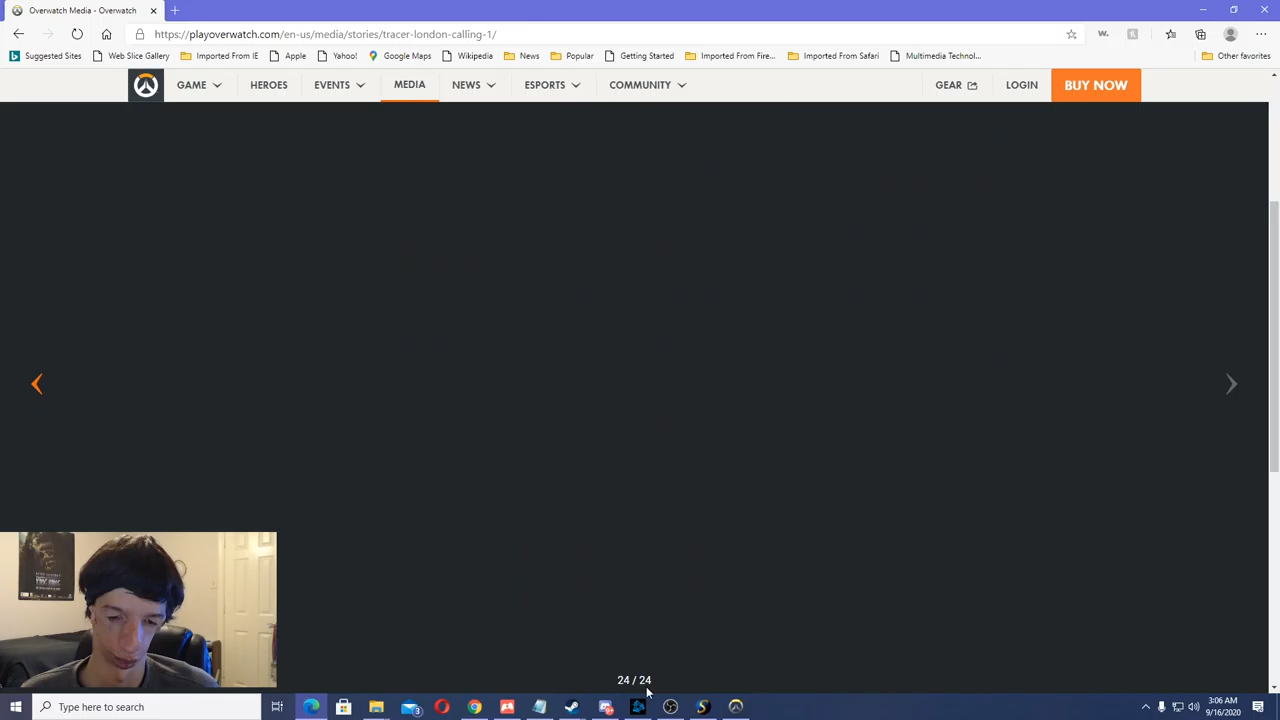 Overwatch Media - Overwatch
https://playoverwatch.com/en-us/media/stories/tracer-london-calling-1/
Suggested Sites Web Slice Gallery Imported From IE Apple Yahoo! Google Maps Wikipedia News Popular Getting Started Imported From Fire... Imported From Safari Multimedia Technol... Other favorites
GAME HEROES EVENTS MEDIA NEWS ESPORTS COMMUNITY GEAR LOGIN BUY NOW
24 / 24
Type here to search
3
3:06 AM
9/16/2020